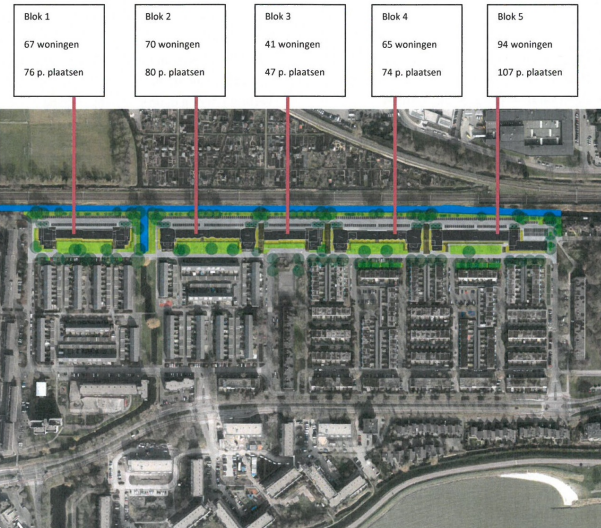 Blok 1
67 woningen
76 p. plaatsen
Blok 2
70 woningen
80 p. plaatsen
Blok 3
41 woningen
47 p. plaatsen
Blok 4
65 woningen
74 p. plaatsen
Blok 5
94 woningen
107 p. plaatsen